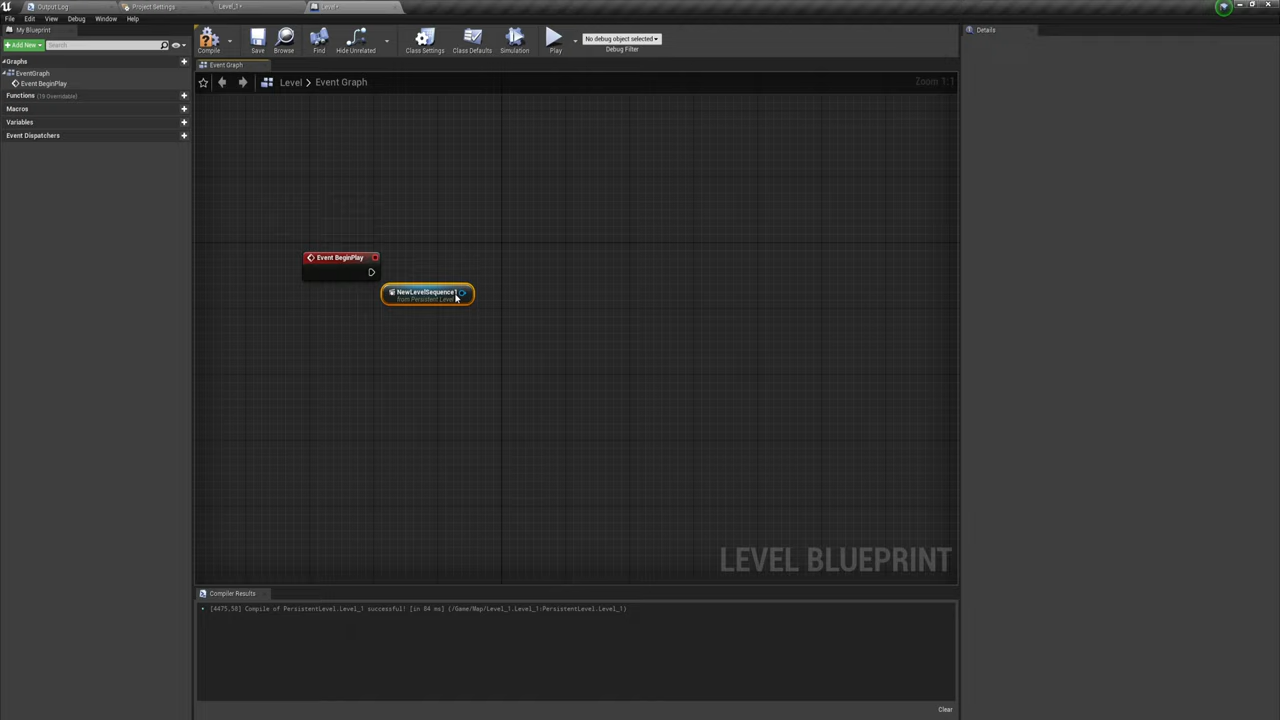 Output Log
Project Settings
Level_1*
Level*
File
Edit
View
Debug
Window
Help
My Blueprint
Add New
Search
Compile
Save
Browse
Find
Hide Unrelated
Class Settings
Class Defaults
Simulation
Play
No debug object selected
Debug Filter
Details
Graphs
EventGraph
Event BeginPlay
Functions (18 Overridable)
Macros
Variables
Event Dispatchers
Event Graph
Level > Event Graph
Zoom 1:1
Event BeginPlay
NewLevelSequence1
from Persistent Level
LEVEL BLUEPRINT
Compiler Results
[4475.58] Compile of PersistentLevel.Level_1 successful! [in 84 ms] (/Game/Map/Level_1.Level_1:PersistentLevel.Level_1)
Clear